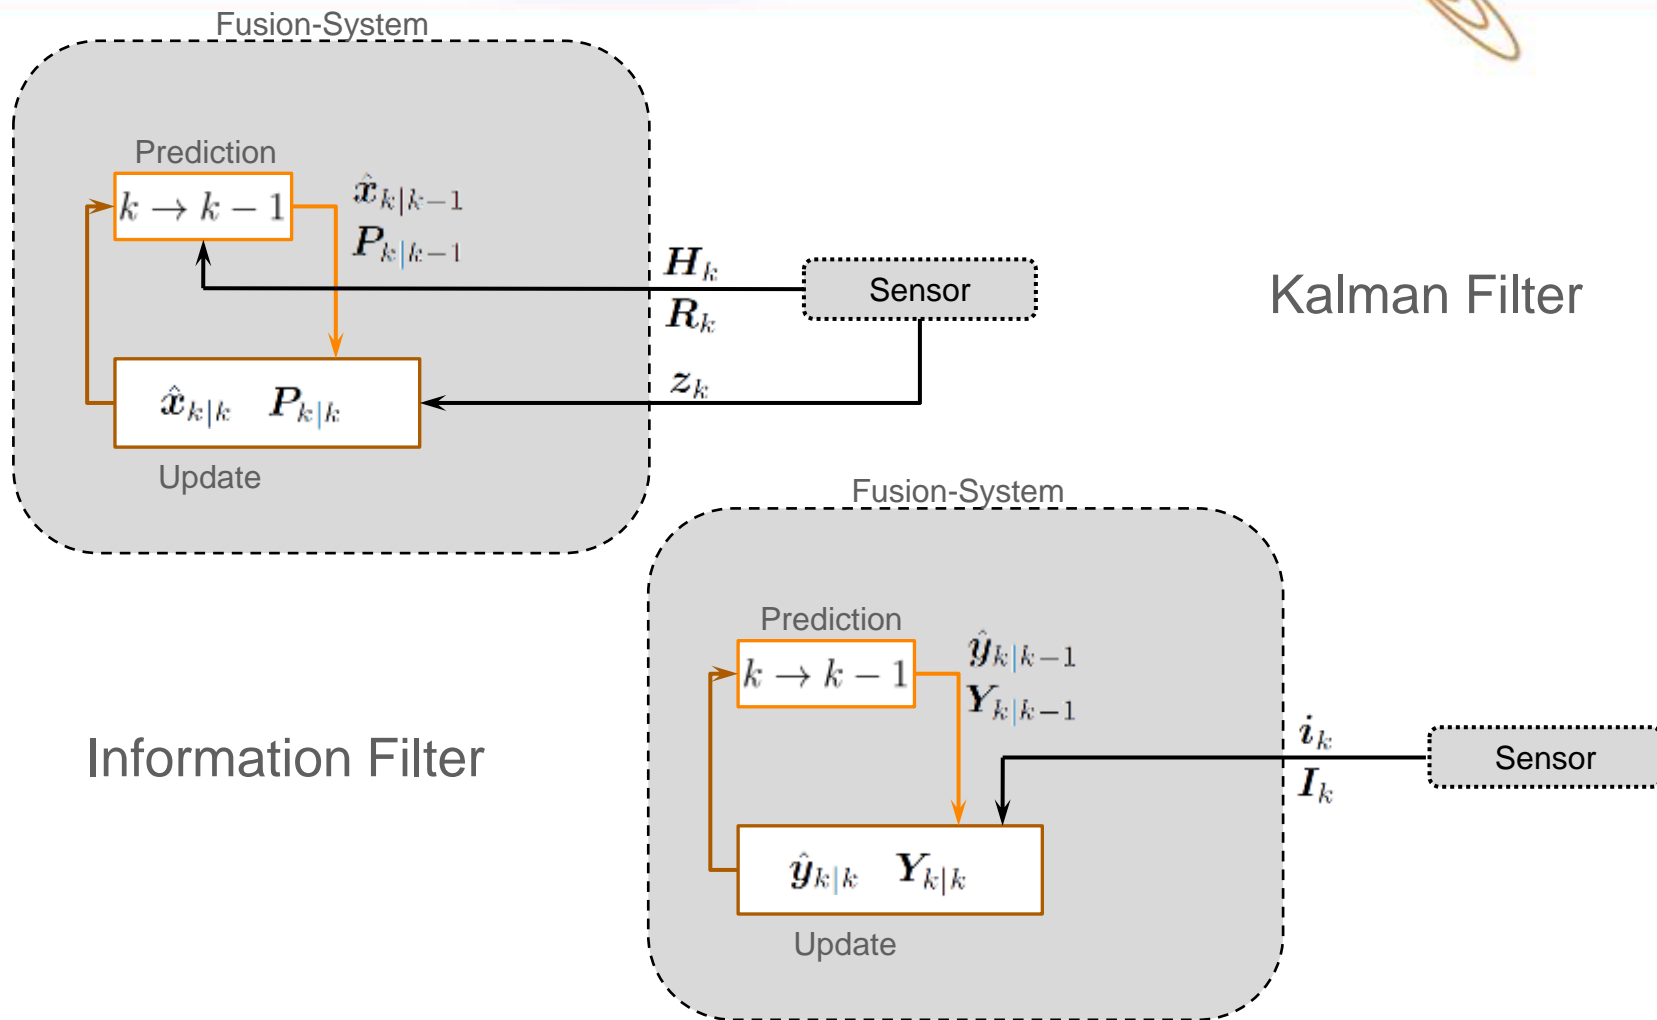 Fusion-System
Prediction
k → k − 1
x̂ₖ|ₖ₋₁
Pₖ|ₖ₋₁
Hₖ
Rₖ
Sensor
Kalman Filter
zₖ
x̂ₖ|ₖ Pₖ|ₖ
Update
Fusion-System
Prediction
k → k − 1
ŷₖ|ₖ₋₁
Yₖ|ₖ₋₁
Information Filter
iₖ
Iₖ
Sensor
ŷₖ|ₖ Yₖ|ₖ
Update